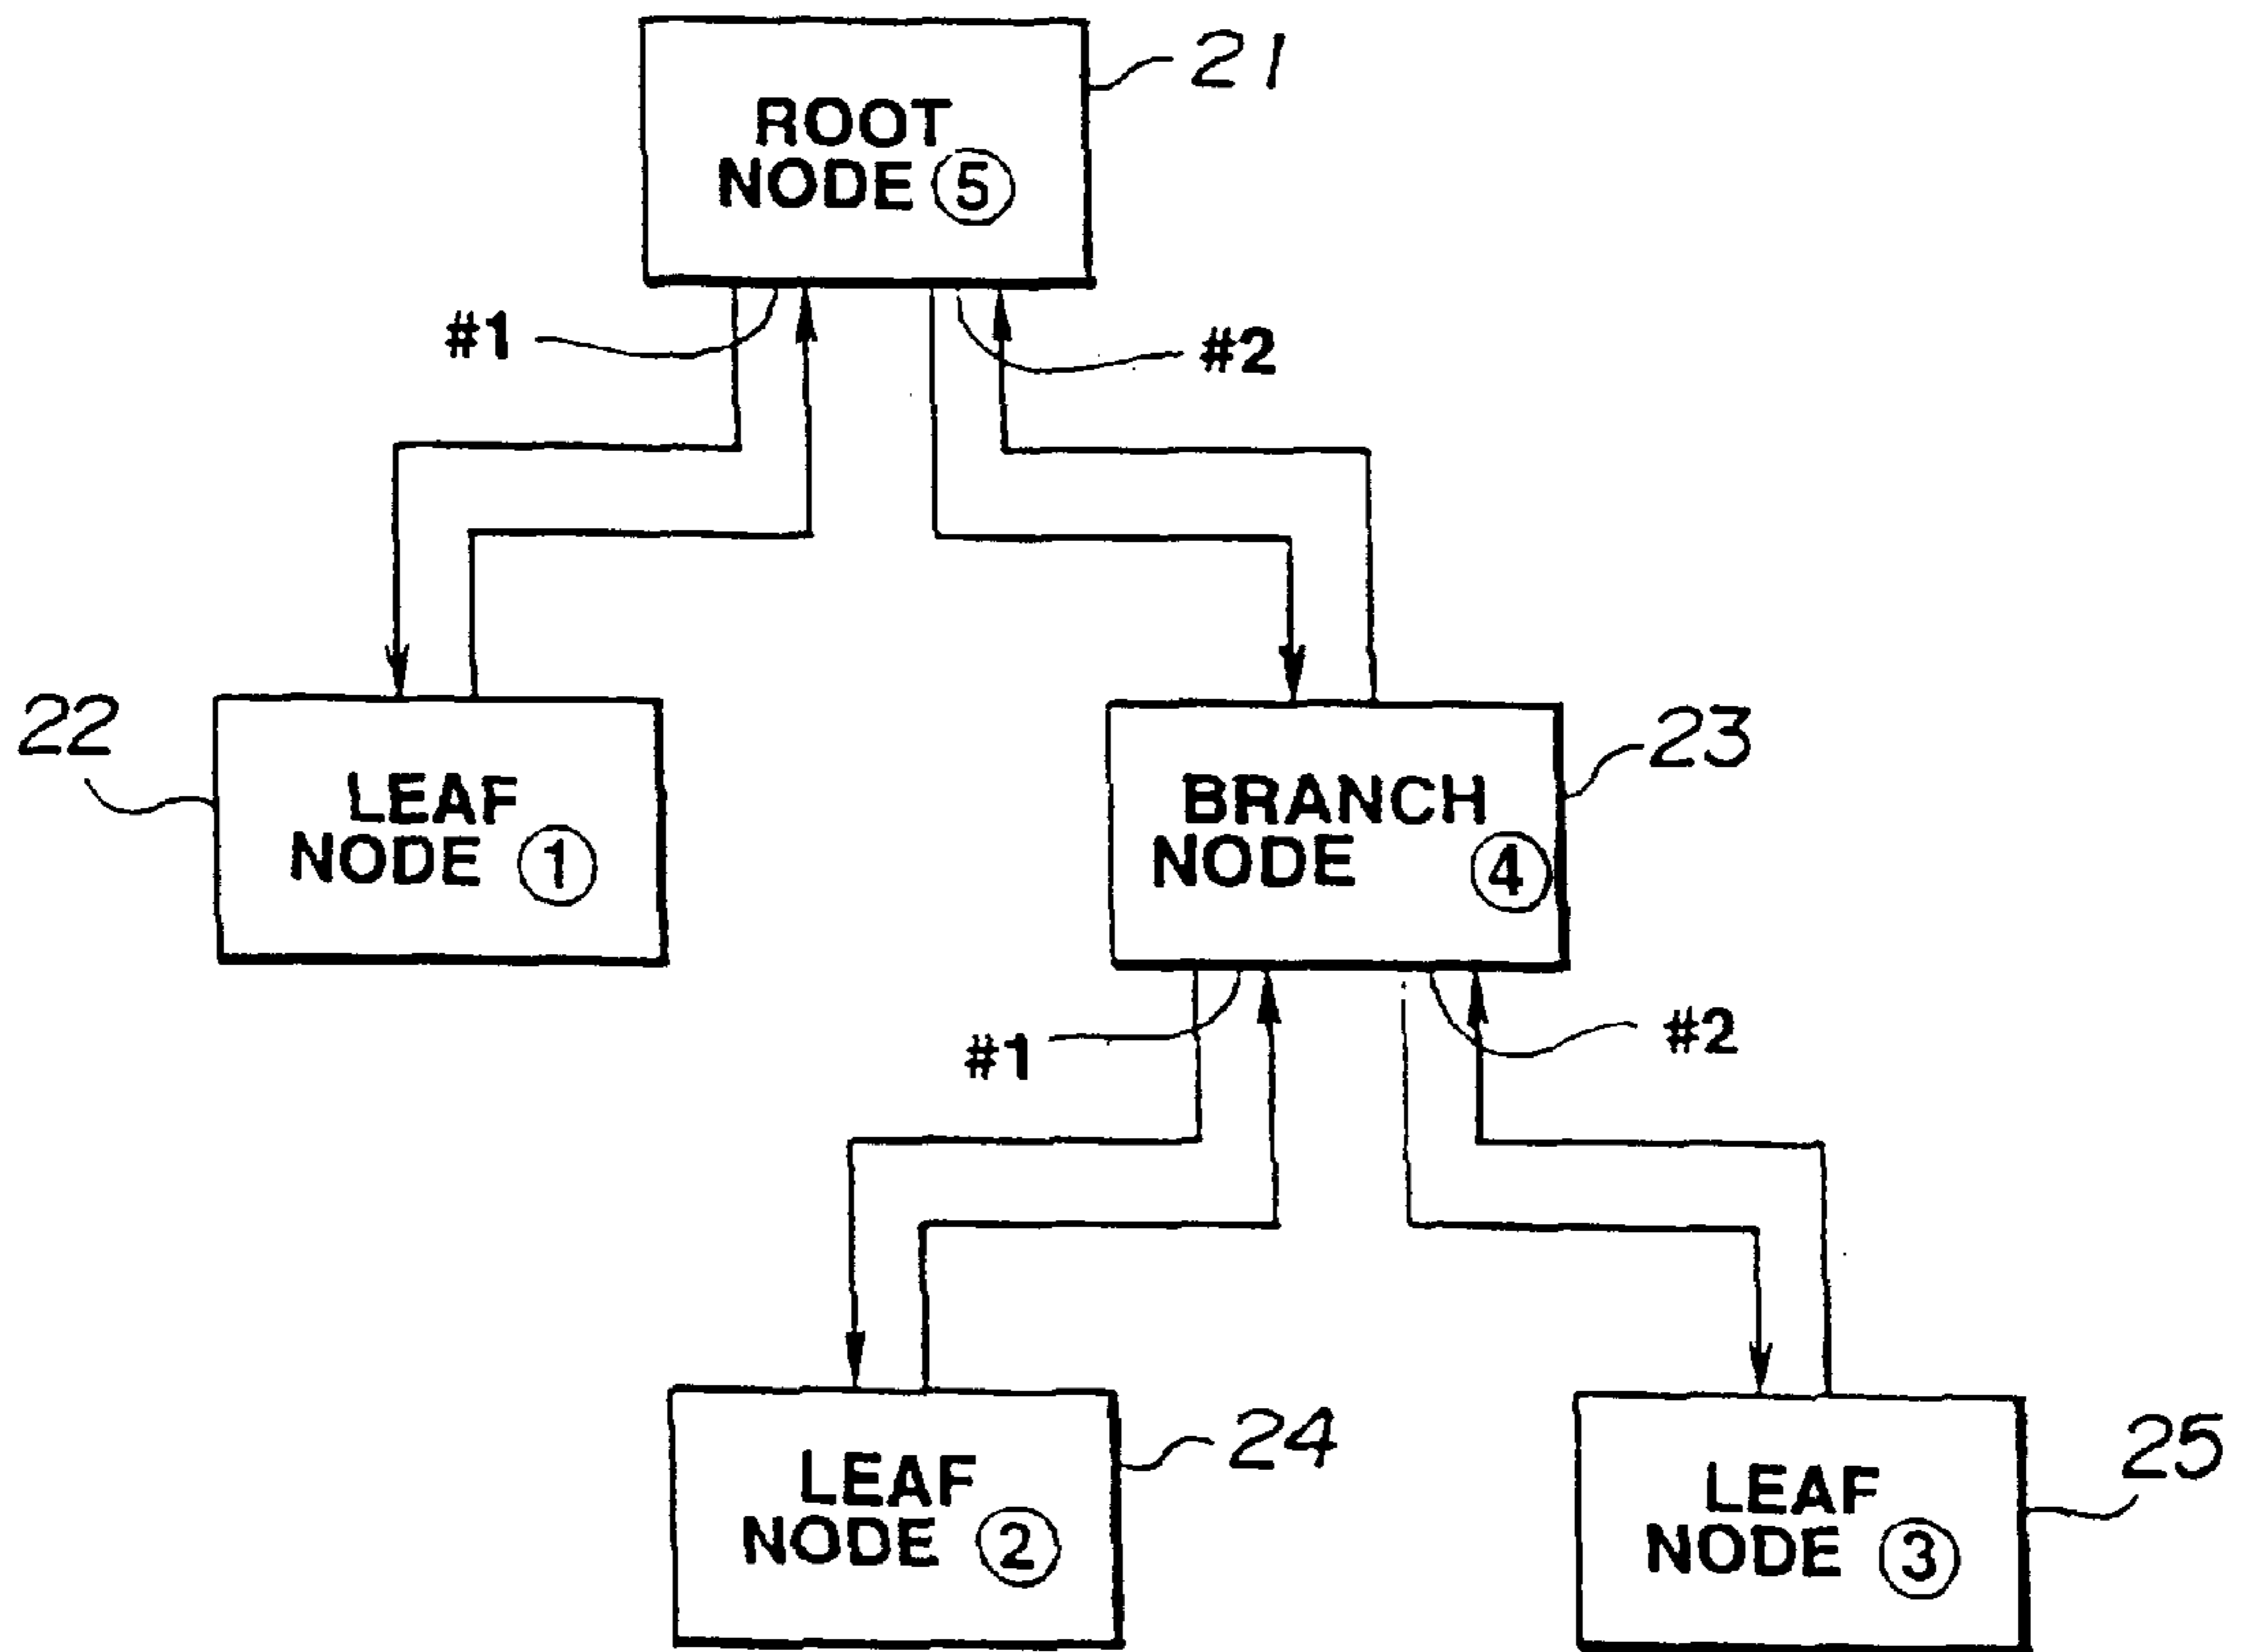 21
ROOT
NODE ⑤
#1
#2
22
LEAF
NODE ①
23
BRANCH
NODE ④
#1
#2
24
LEAF
NODE ②
25
LEAF
NODE ③